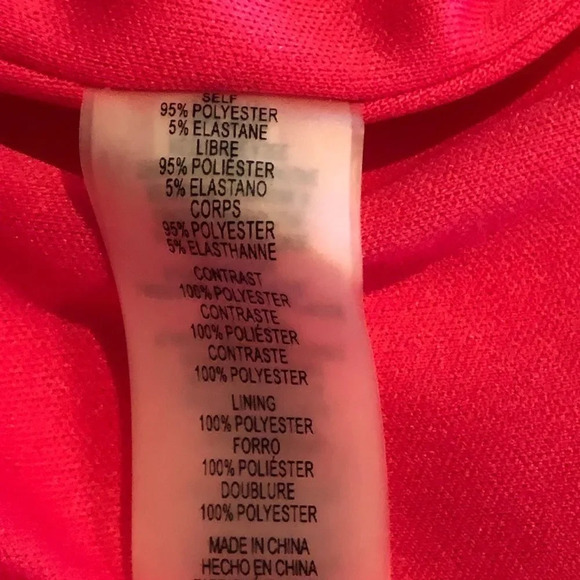 SELF
95% POLYESTER
5% ELASTANE
LIBRE
95% POLIÉSTER
5% ELASTANO
CORPS
95% POLYESTER
5% ELASTHANNE
CONTRAST
100% POLYESTER
CONTRASTE
100% POLIÉSTER
CONTRASTE
100% POLYESTER
LINING
100% POLYESTER
FORRO
100% POLIÉSTER
DOUBLURE
100% POLYESTER
MADE IN CHINA
HECHO EN CHINA